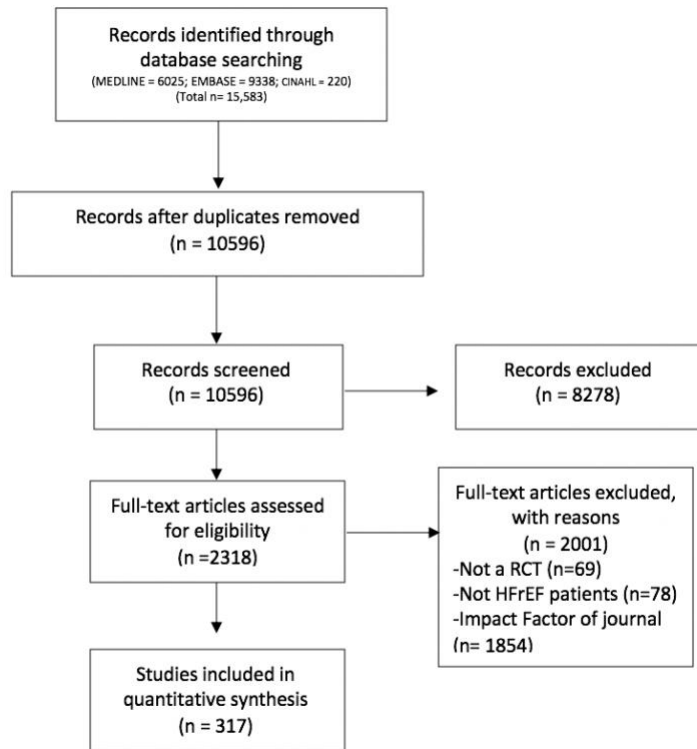 Records identified through
database searching
(MEDLINE = 6025; EMBASE = 9338; CINAHL = 220)
(Total n= 15,583)
Records after duplicates removed
(n = 10596)
Records screened
(n = 10596)
Records excluded
(n = 8278)
Full-text articles assessed
for eligibility
(n =2318)
Full-text articles excluded,
with reasons
(n = 2001)
-Not a RCT (n=69)
-Not HFrEF patients (n=78)
-Impact Factor of journal
(n= 1854)
Studies included in
quantitative synthesis
(n = 317)